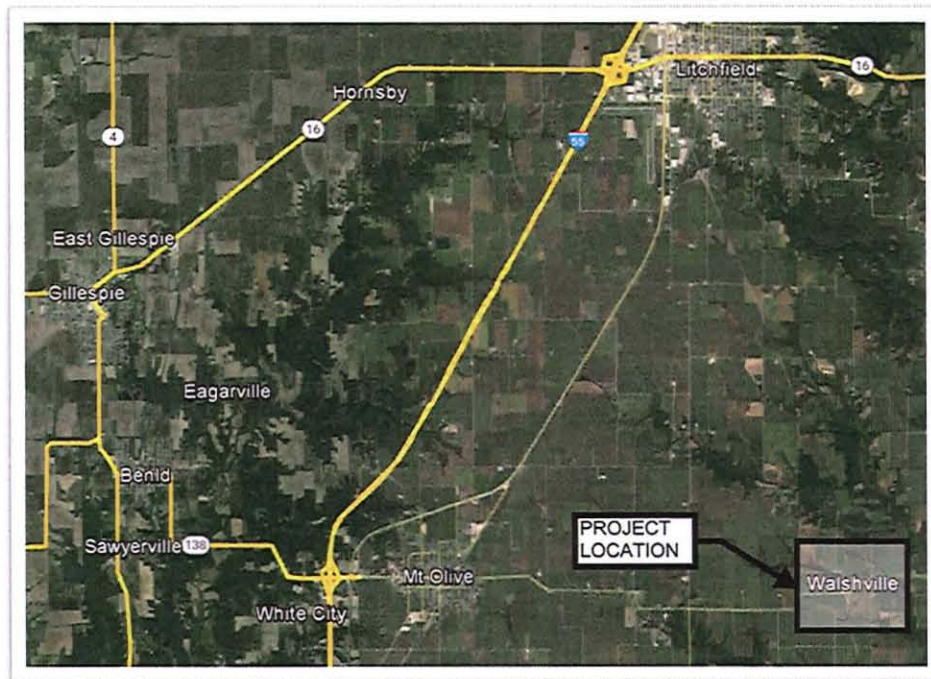 Litchfield
16
Hornsby
16
4
55
East Gillespie
Gillespie
Eagarville
Benld
Sawyerville
138
PROJECT
LOCATION
Mt Olive
Walshville
White City